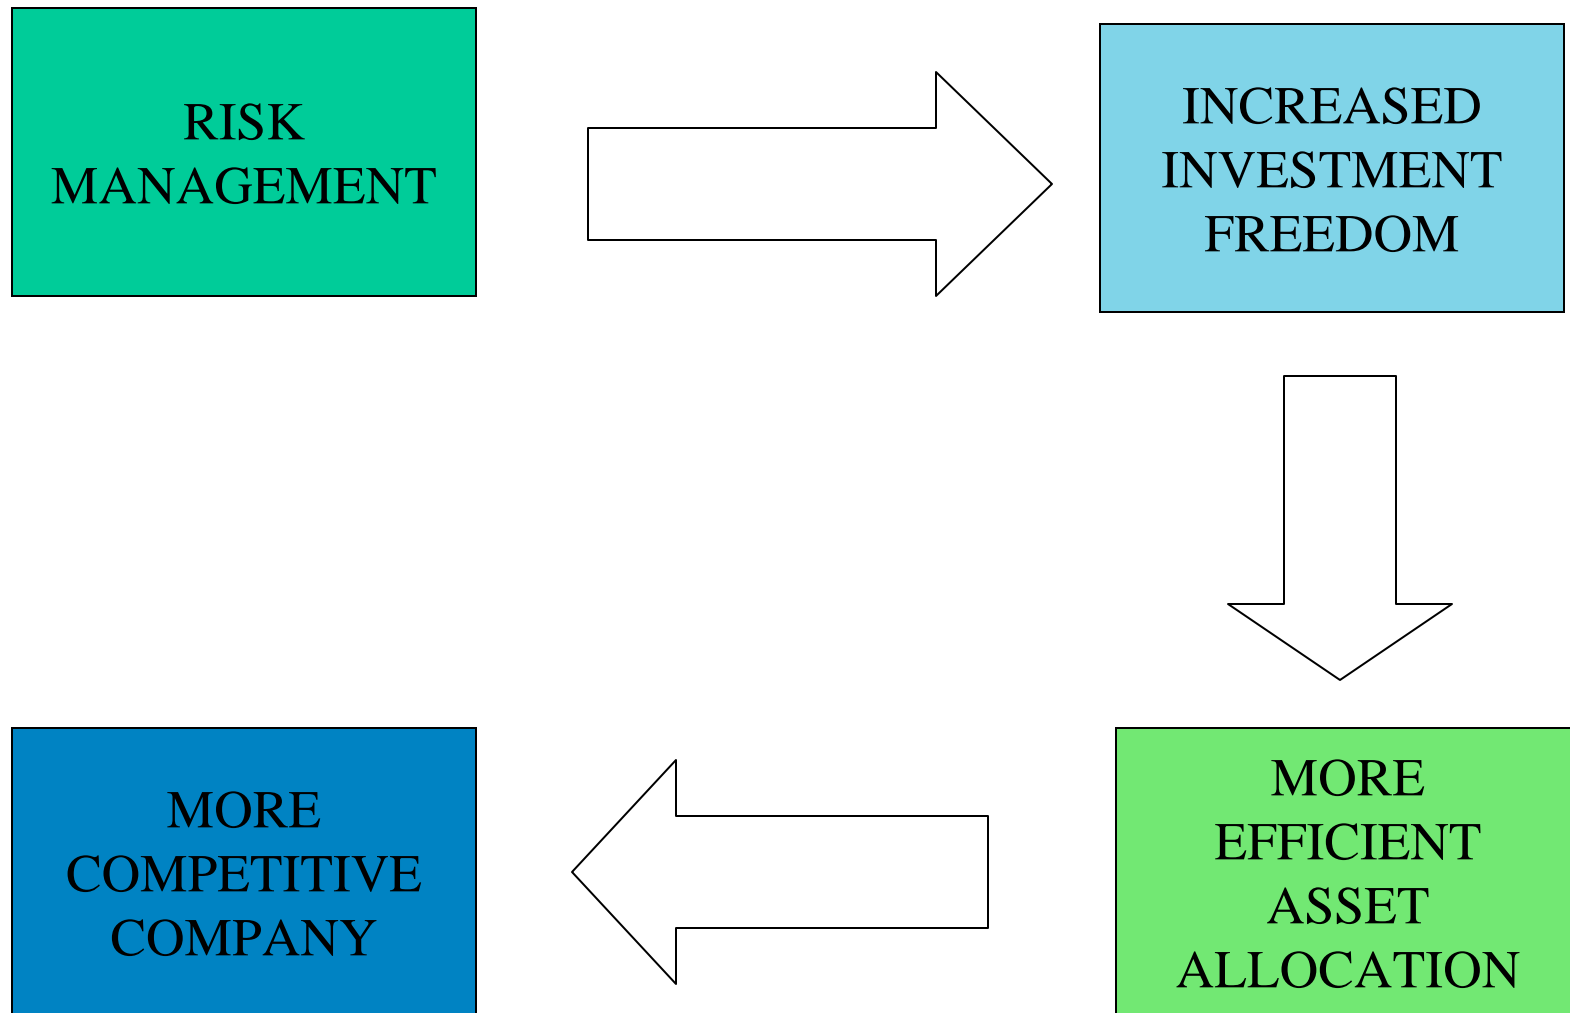 RISK
MANAGEMENT
INCREASED
INVESTMENT
FREEDOM
MORE
EFFICIENT
ASSET
ALLOCATION
MORE
COMPETITIVE
COMPANY